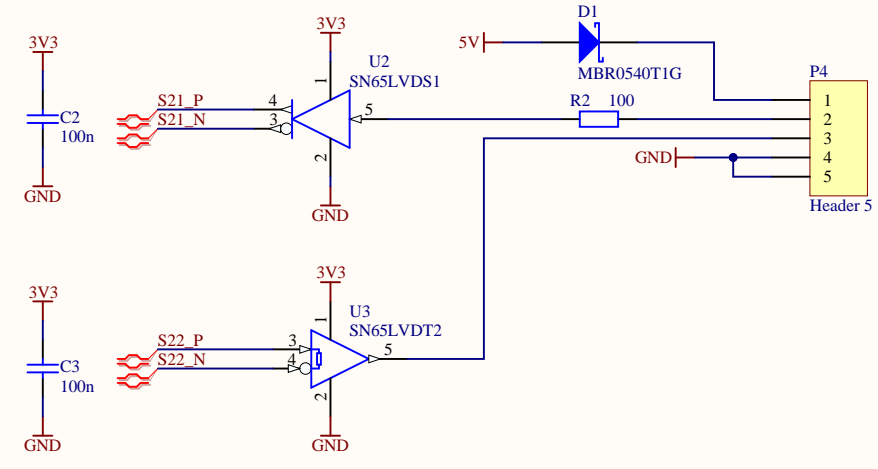 D1
3V3
3V3
5V
U2
MBR0540T1G
P4
SN65LVDS1
1
R2 100
S21_P
4
5
1
C2
S21_N
3
2
100n
3
2
GND
4
5
GND
GND
Header 5
3V3
3V3
U3
1
SN65LVDT2
S22_P
3
5
C3
S22_N
4
100n
2
GND
GND